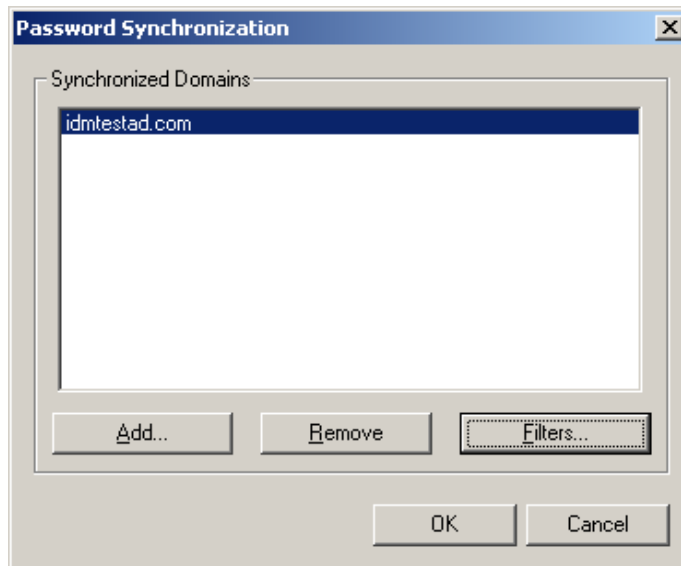 Password Synchronization
Synchronized Domains
idmtestad.com
Add... Remove Filters...
OK Cancel